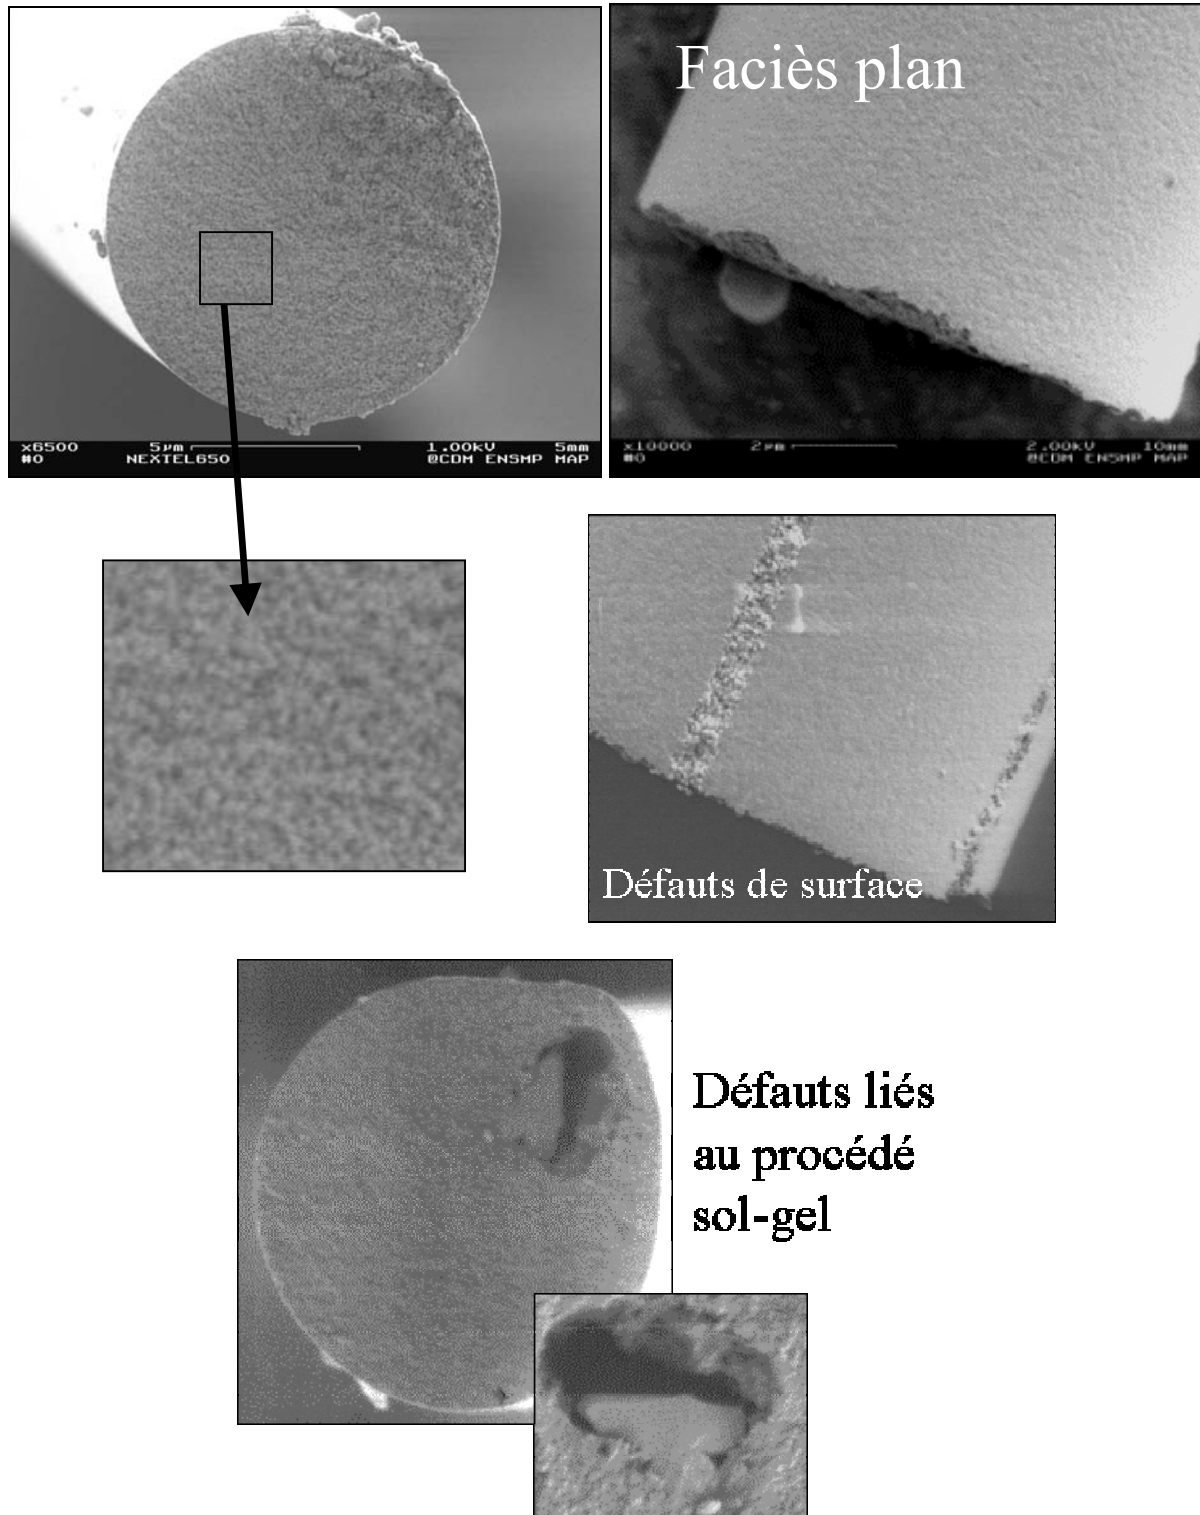 Faciès plan
x6500 5µm 1.00kV 5mm
#0 NEXTEL650 @CDM ENSMP MAP
x10000 2µm 2.00kV 10mm
#0 @CDM ENSMP MAP
Défauts de surface
Défauts liés
au procédé
sol-gel